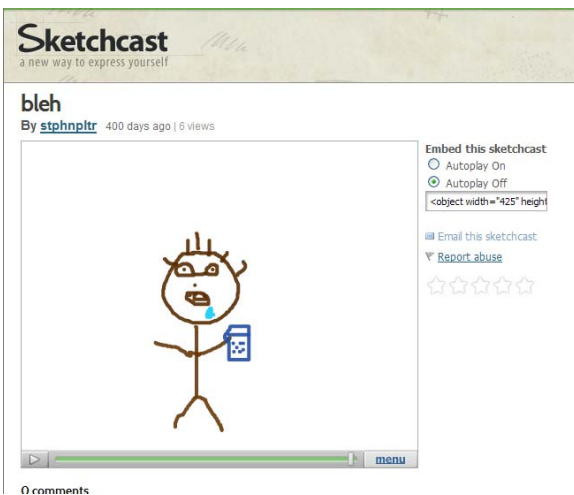 Sketchcast
a new way to express yourself
bleh
By stphnpltr 400 days ago | 6 views
Embed this sketchcast
Autoplay On
Autoplay Off
<object width="425" height
Email this sketchcast
Report abuse
menu
0 comments